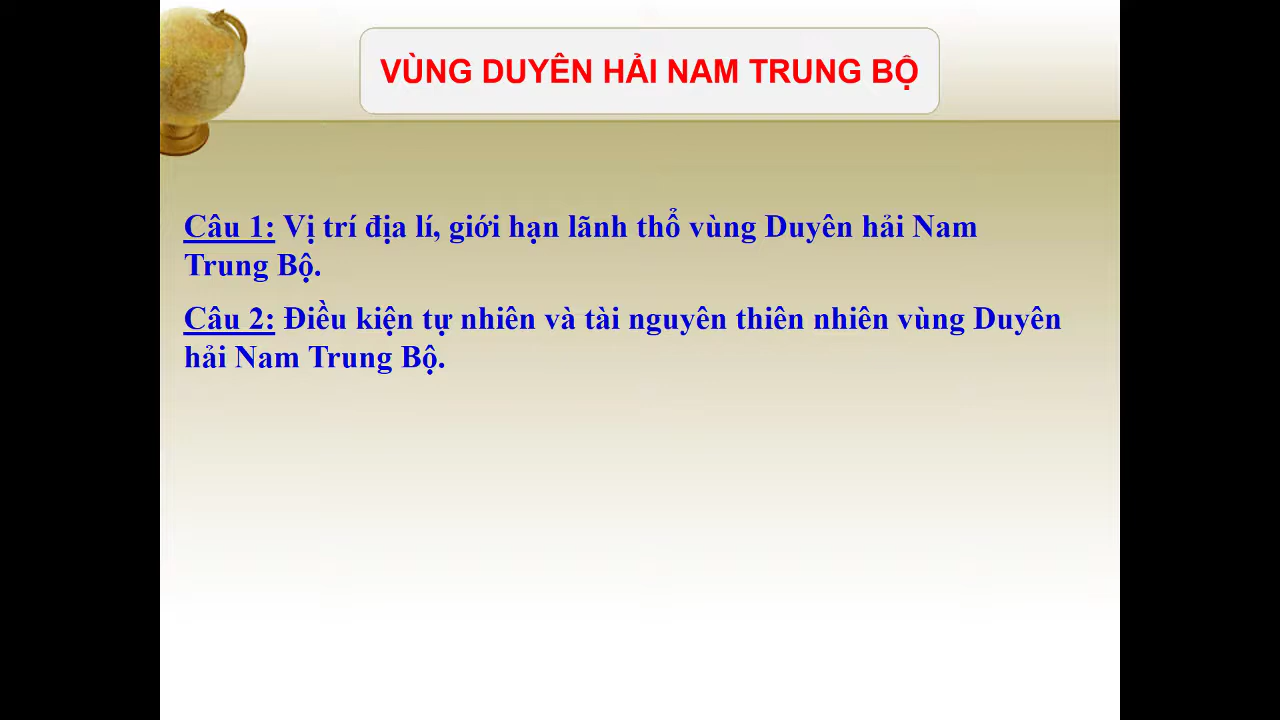 VÙNG DUYÊN HẢI NAM TRUNG BỘ
Câu 1: Vị trí địa lí, giới hạn lãnh thổ vùng Duyên hải Nam
Trung Bộ.
Câu 2: Điều kiện tự nhiên và tài nguyên thiên nhiên vùng Duyên
hải Nam Trung Bộ.